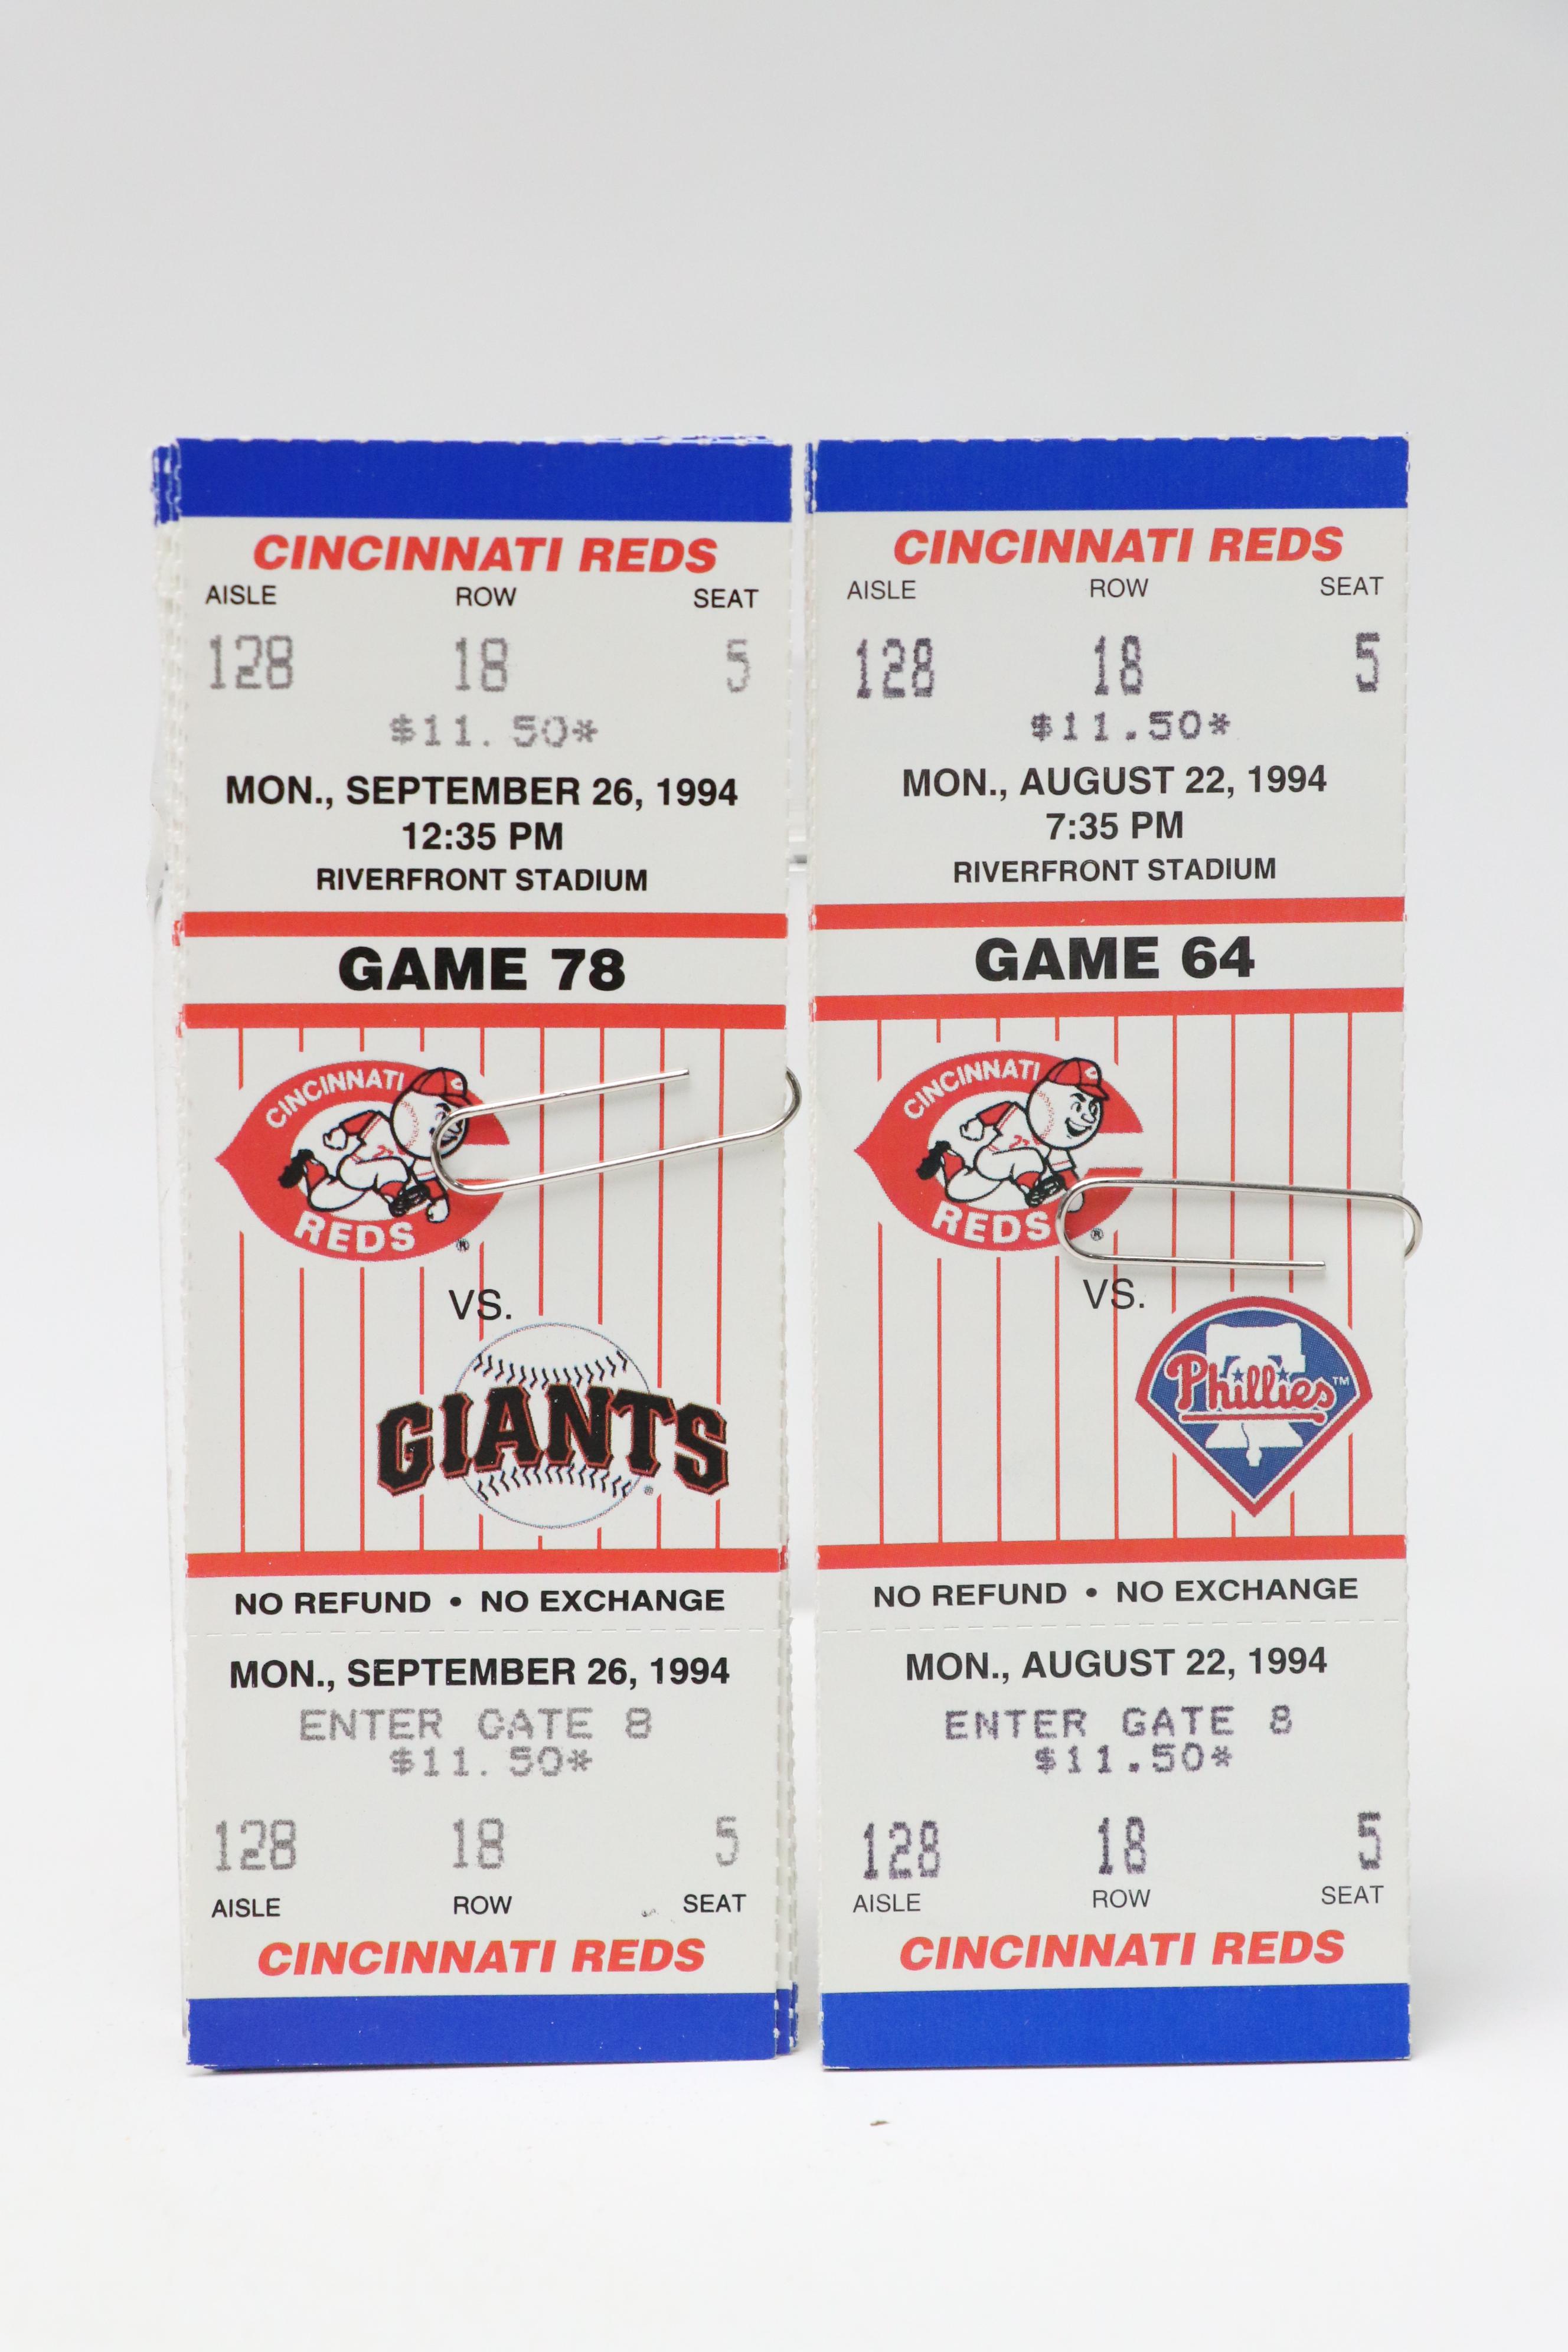 CINCINNATI REDS
AISLE ROW SEAT
128 18 5
$11.50*
MON., SEPTEMBER 26, 1994
12:35 PM
RIVERFRONT STADIUM
GAME 78
CINCINNATI
REDS
®
VS.
GIANTS
®
NO REFUND • NO EXCHANGE
MON., SEPTEMBER 26, 1994
ENTER GATE 8
$11.50*
128 18 5
AISLE ROW SEAT
CINCINNATI REDS
CINCINNATI REDS
AISLE ROW SEAT
128 18 5
$11.50*
MON., AUGUST 22, 1994
7:35 PM
RIVERFRONT STADIUM
GAME 64
CINCINNATI
REDS
®
VS.
Phillies™
NO REFUND • NO EXCHANGE
MON., AUGUST 22, 1994
ENTER GATE 8
$11.50*
128 18 5
AISLE ROW SEAT
CINCINNATI REDS